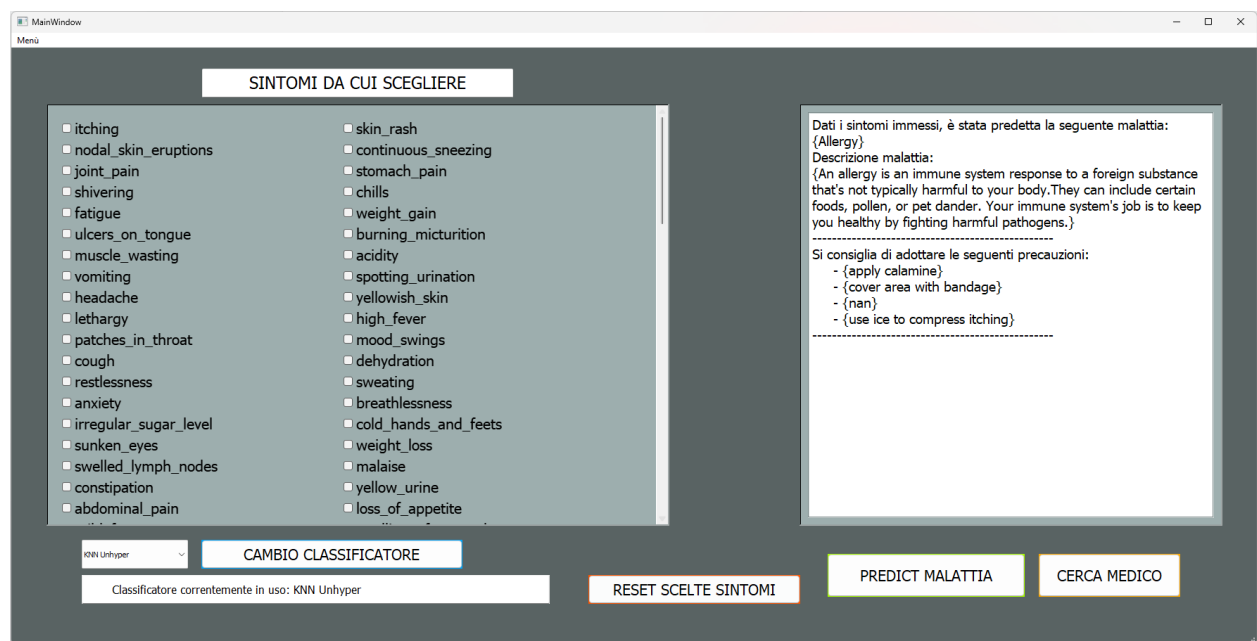 MainWindow
Menù
SINTOMI DA CUI SCEGLIERE
itching
skin_rash
nodal_skin_eruptions
continuous_sneezing
joint_pain
stomach_pain
shivering
chills
fatigue
weight_gain
ulcers_on_tongue
burning_micturition
muscle_wasting
acidity
vomiting
spotting_urination
headache
yellowish_skin
lethargy
high_fever
patches_in_throat
mood_swings
cough
dehydration
restlessness
sweating
anxiety
breathlessness
irregular_sugar_level
cold_hands_and_feets
sunken_eyes
weight_loss
swelled_lymph_nodes
malaise
constipation
yellow_urine
abdominal_pain
loss_of_appetite
Dati i sintomi immessi, è stata predetta la seguente malattia:
{Allergy}
Descrizione malattia:
{An allergy is an immune system response to a foreign substance
that's not typically harmful to your body.They can include certain
foods, pollen, or pet dander. Your immune system's job is to keep
you healthy by fighting harmful pathogens.}
-------------------------------------------------
Si consiglia di adottare le seguenti precauzioni:
- {apply calamine}
- {cover area with bandage}
- {nan}
- {use ice to compress itching}
-------------------------------------------------
KNN Unhyper
CAMBIO CLASSIFICATORE
Classificatore correntemente in uso: KNN Unhyper
RESET SCELTE SINTOMI
PREDICT MALATTIA
CERCA MEDICO